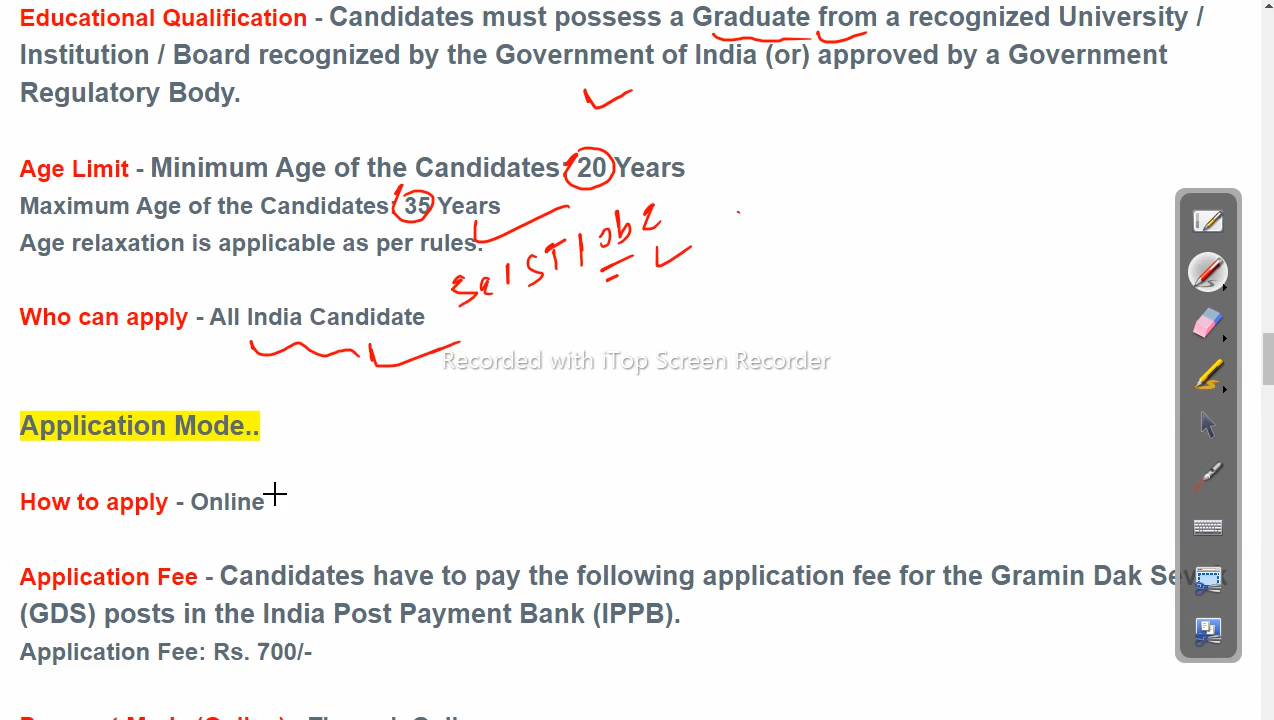 Educational Qualification - Candidates must possess a Graduate from a recognized University /
Institution / Board recognized by the Government of India (or) approved by a Government
Regulatory Body.
Age Limit - Minimum Age of the Candidates: 20 Years
Maximum Age of the Candidates: 35 Years
Age relaxation is applicable as per rules.
Sc / ST / obc
Who can apply - All India Candidate
Recorded with iTop Screen Recorder
Application Mode..
How to apply - Online
Application Fee - Candidates have to pay the following application fee for the Gramin Dak Sevak
(GDS) posts in the India Post Payment Bank (IPPB).
Application Fee: Rs. 700/-